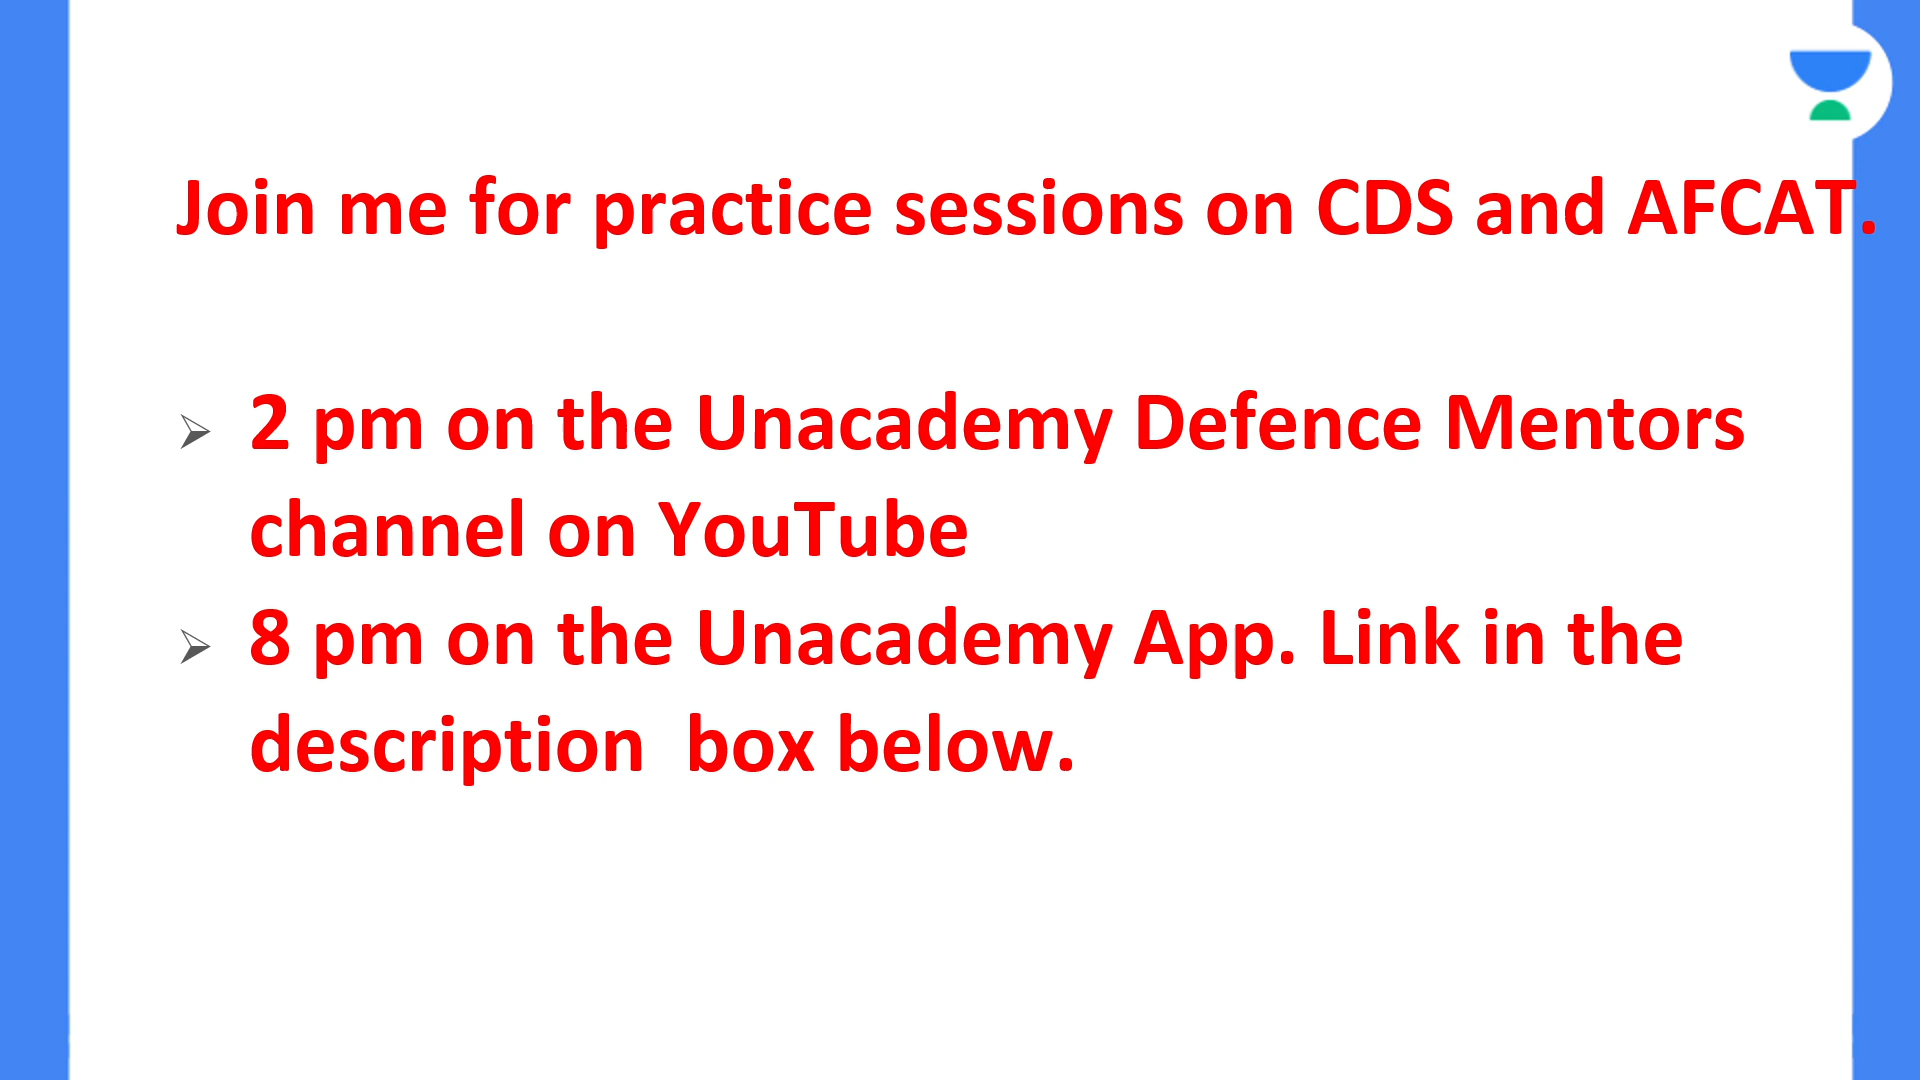 Join me for practice sessions on CDS and AFCAT.
2 pm on the Unacademy Defence Mentors
channel on YouTube
8 pm on the Unacademy App. Link in the
description  box below.